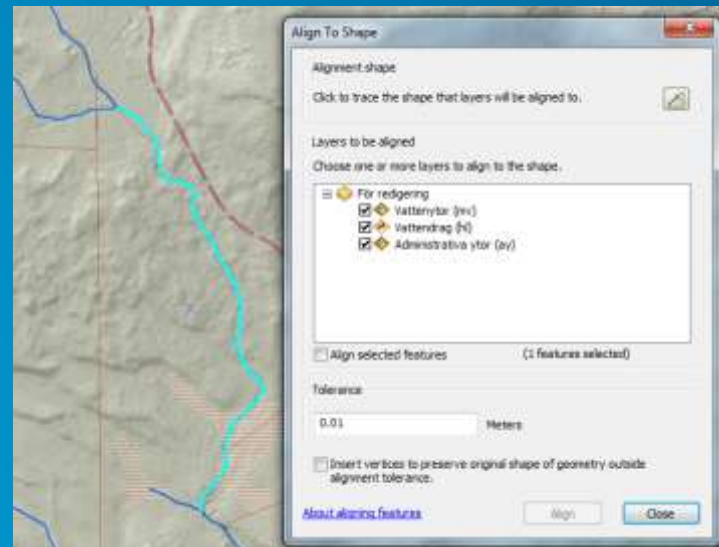 Align To Shape
Alignment shape
Click to trace the shape that layers will be aligned to.
Layers to be aligned
Choose one or more layers to align to the shape.
För redigering
Vattenytor (mv)
Vattendrag (hl)
Administrativa ytor (ay)
Align selected features (1 features selected)
Tolerance
0.01 Meters
Insert vertices to preserve original shape of geometry outside
alignment tolerance.
About aligning features Align Close